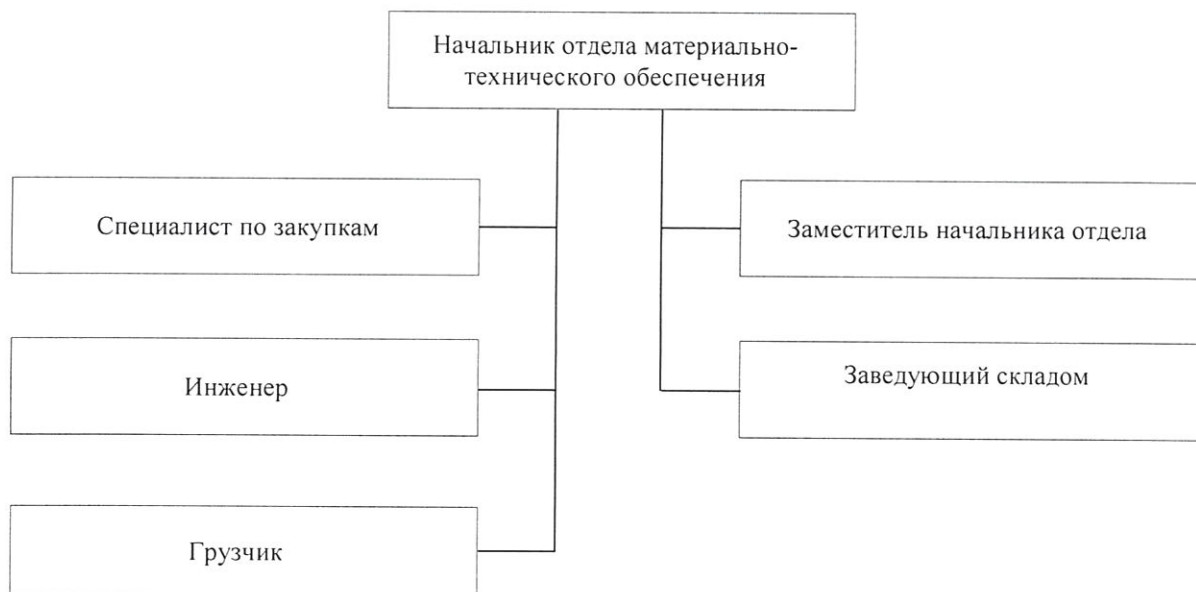 Начальник отдела материально-
технического обеспечения
Специалист по закупкам
Заместитель начальника отдела
Инженер
Заведующий складом
Грузчик